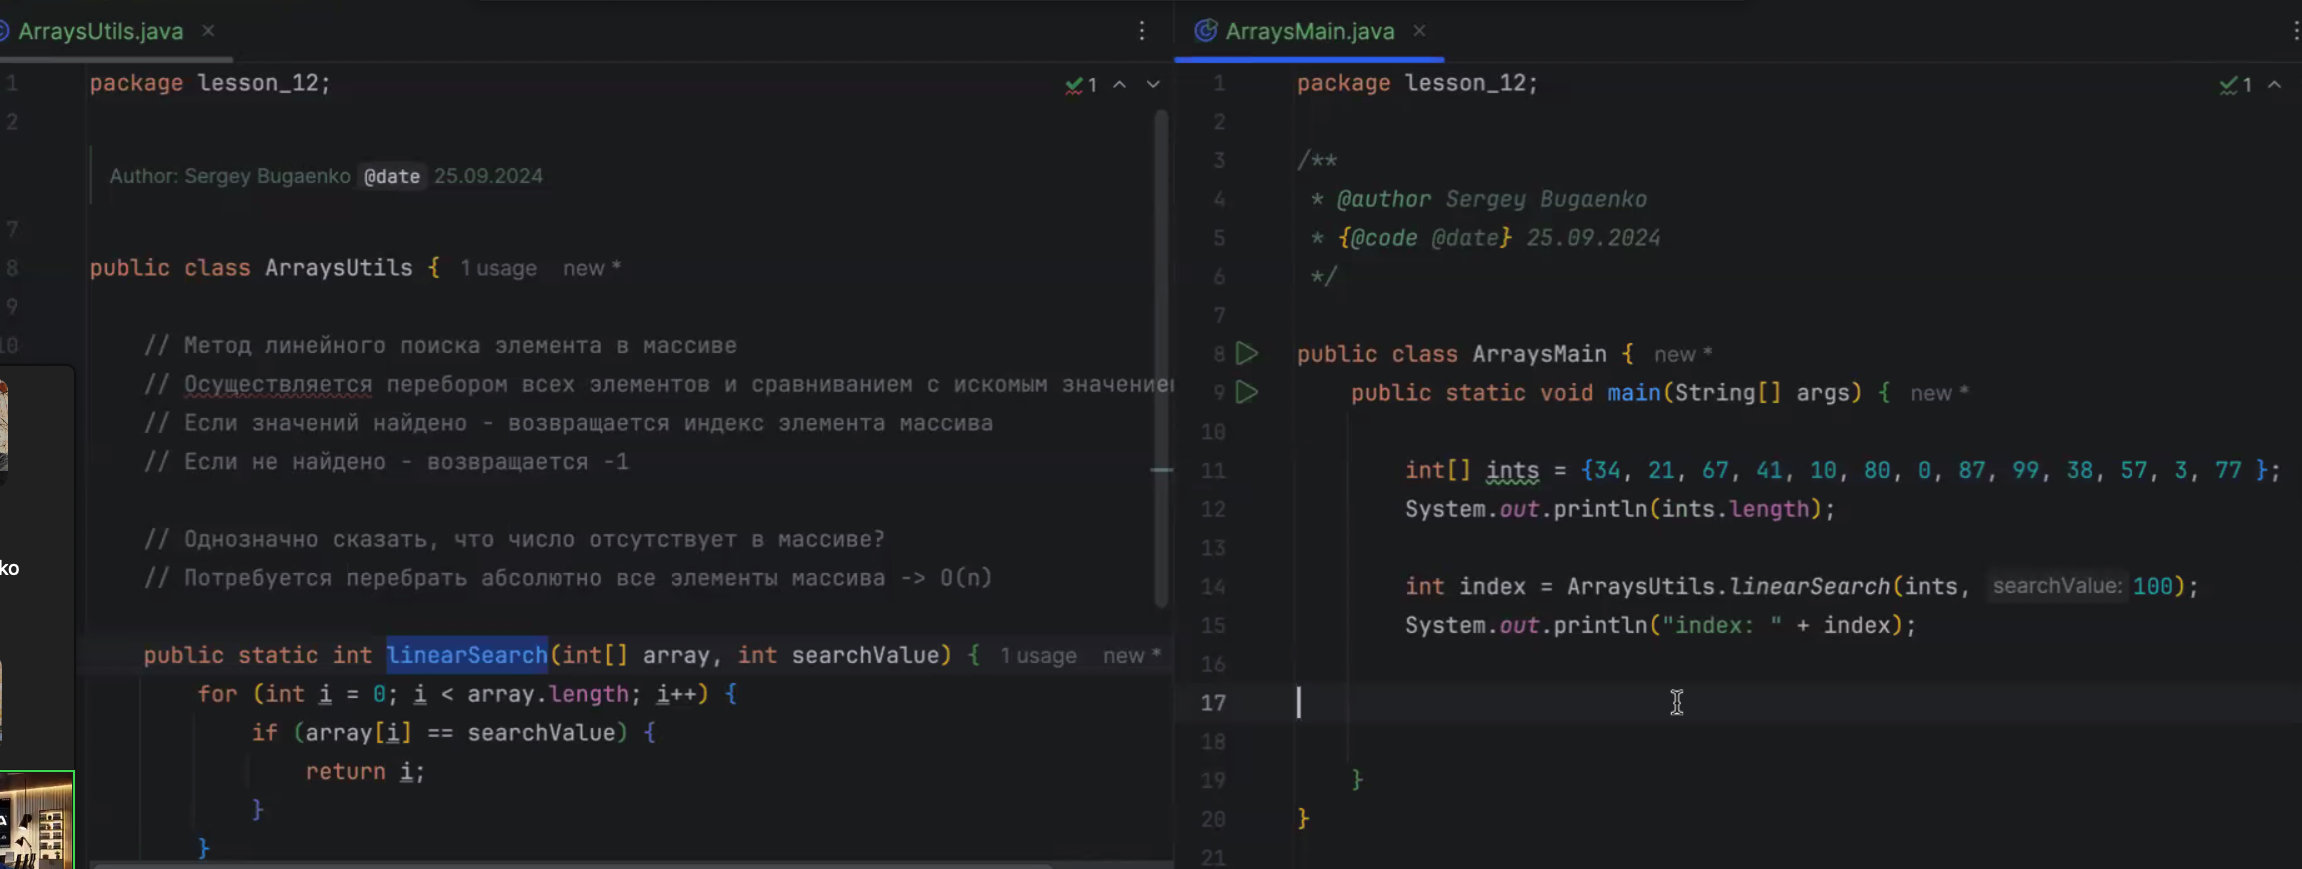 ArraysUtils.java
1 package lesson_12;
2
Author: Sergey Bugaenko @date 25.09.2024
7
8 public class ArraysUtils { 1 usage new *
9
10 // Метод линейного поиска элемента в массиве
// Осуществляется перебором всех элементов и сравниванием с искомым значение
// Если значений найдено - возвращается индекс элемента массива
// Если не найдено - возвращается -1
// Однозначно сказать, что число отсутствует в массиве?
// Потребуется перебрать абсолютно все элементы массива -> O(n)
public static int linearSearch(int[] array, int searchValue) { 1 usage new *
for (int i = 0; i < array.length; i++) {
if (array[i] == searchValue) {
return i;
}
}
1
ko
ArraysMain.java
1 package lesson_12;
1
2
3 /**
4 * @author Sergey Bugaenko
5 * {@code @date} 25.09.2024
6 */
7
8 public class ArraysMain { new *
9 public static void main(String[] args) { new *
10
11 int[] ints = {34, 21, 67, 41, 10, 80, 0, 87, 99, 38, 57, 3, 77 };
12 System.out.println(ints.length);
13
14 int index = ArraysUtils.linearSearch(ints, searchValue: 100);
15 System.out.println("index: " + index);
16
17
18
19 }
20 }
21